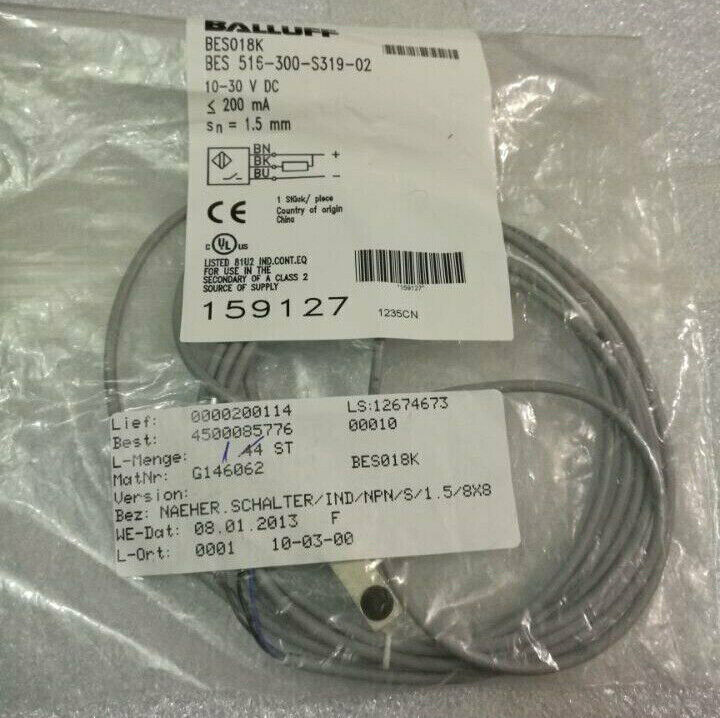 BALLUFF
BES018K
BES 516-300-S319-02
10-30 V DC
≤ 200 mA
sn = 1.5 mm
BN
+
BK
BU
−
1 Stück/ piece
Country of origin
China
CE
c UL us
LISTED 81U2 IND.CONT.EQ
FOR USE IN THE
SECONDARY OF A CLASS 2
SOURCE OF SUPPLY
*159127*
159127
1235CN
Lief: 0000200114 LS:12674673
Best: 4500085776 00010
L-Menge: 1 44 ST
MatNr: G146062 BES018K
Version:
Bez: NAEHER.SCHALTER/IND/NPN/S/1.5/8X8
WE-Dat: 08.01.2013 F
L-Ort: 0001 10-03-00